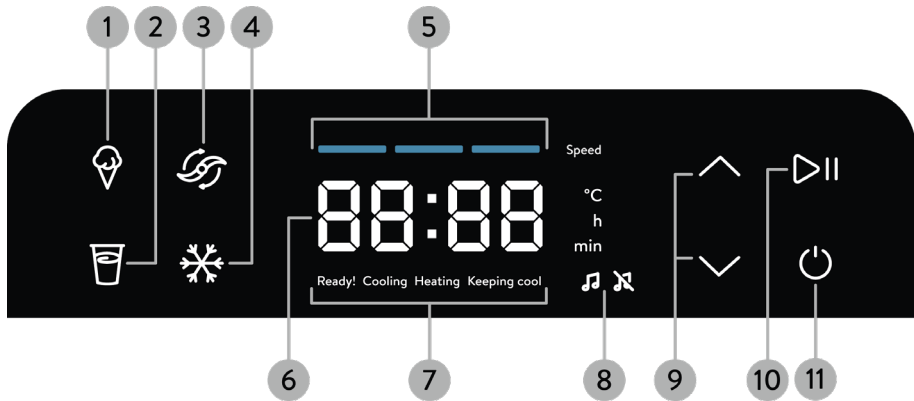 1 2 3 4 5
Speed
88:88
°C
h
min
Ready! Cooling Heating Keeping cool
6 7 8 9 10 11